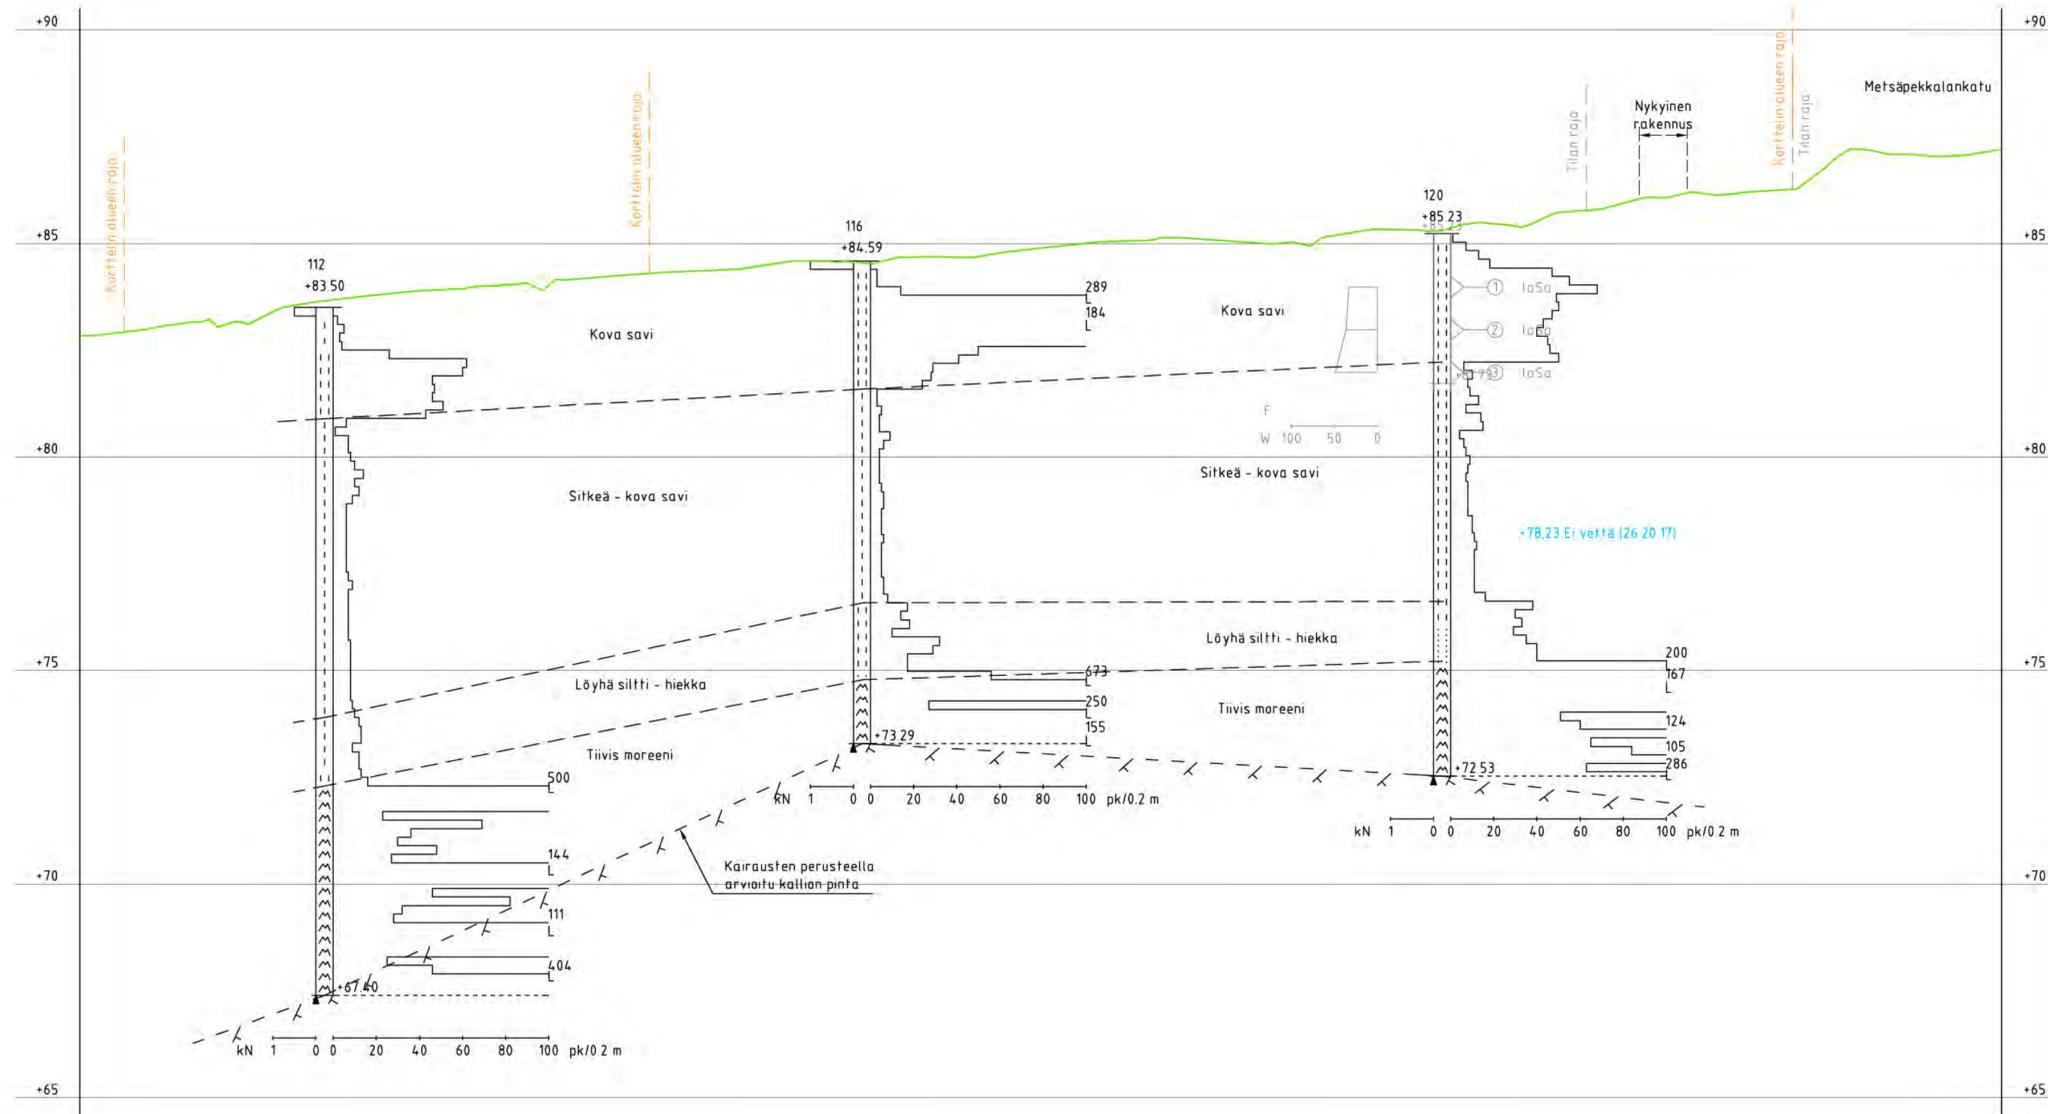 +90
+90
Korttelin alueen raja
Metsäpekkalankatu
Korttelin alueen raja
Nykyinen
rakennus
Tilan raja
Tilan raja
Korttelin alueen raja
120
+85.23
116
+84.59
+85
+85
112
+83.50
289
184
1 laSa
2 laSa
3 laSa
Kova savi
Kova savi
F
W 100 50 0
+80
+80
Sitkeä - kova savi
Sitkeä - kova savi
+78,23 Ei vettä (26 20 17)
Löyhä siltti - hiekka
200
167
+75
+75
673
Löyhä siltti - hiekka
250
Tiivis moreeni
124
155
+73.29
105
Tiivis moreeni
286
+72.53
500
kN 1 0 0 20 40 60 80 100 pk/0.2 m
kN 1 0 0 20 40 60 80 100 pk/0.2 m
144
Kairausten perusteella
arvioitu kallion pinta
+70
+70
111
404
+67.40
kN 1 0 0 20 40 60 80 100 pk/0.2 m
+65
+65